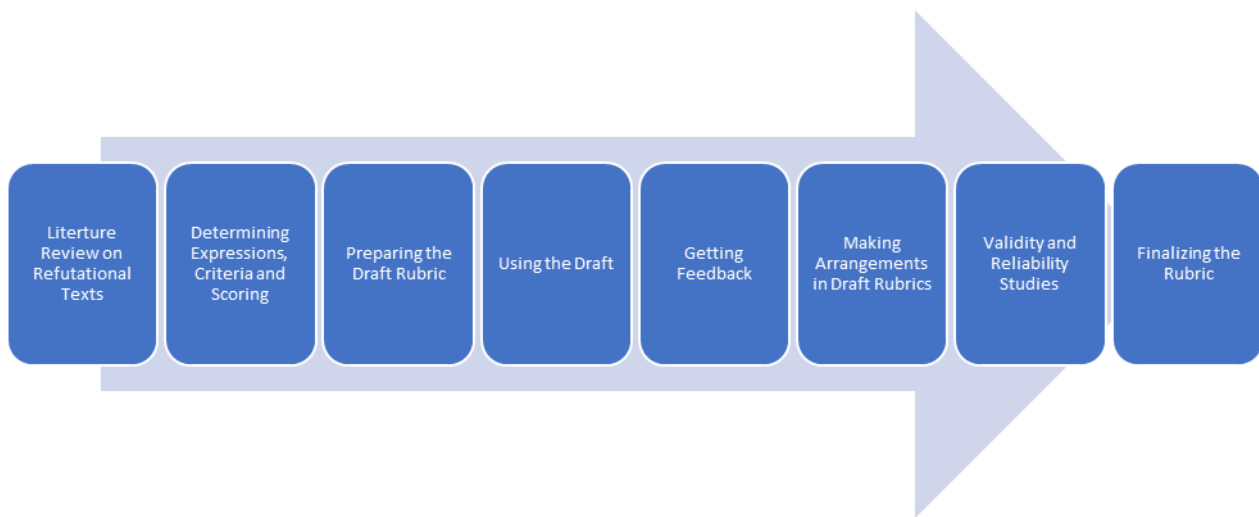 Literture
Review on
Refutational
Texts
Determining
Expressions,
Criteria and
Scoring
Preparing the
Draft Rubric
Using the Draft
Getting
Feedback
Making
Arrangements
in Draft Rubrics
Validity and
Reliability
Studies
Finalizing the
Rubric